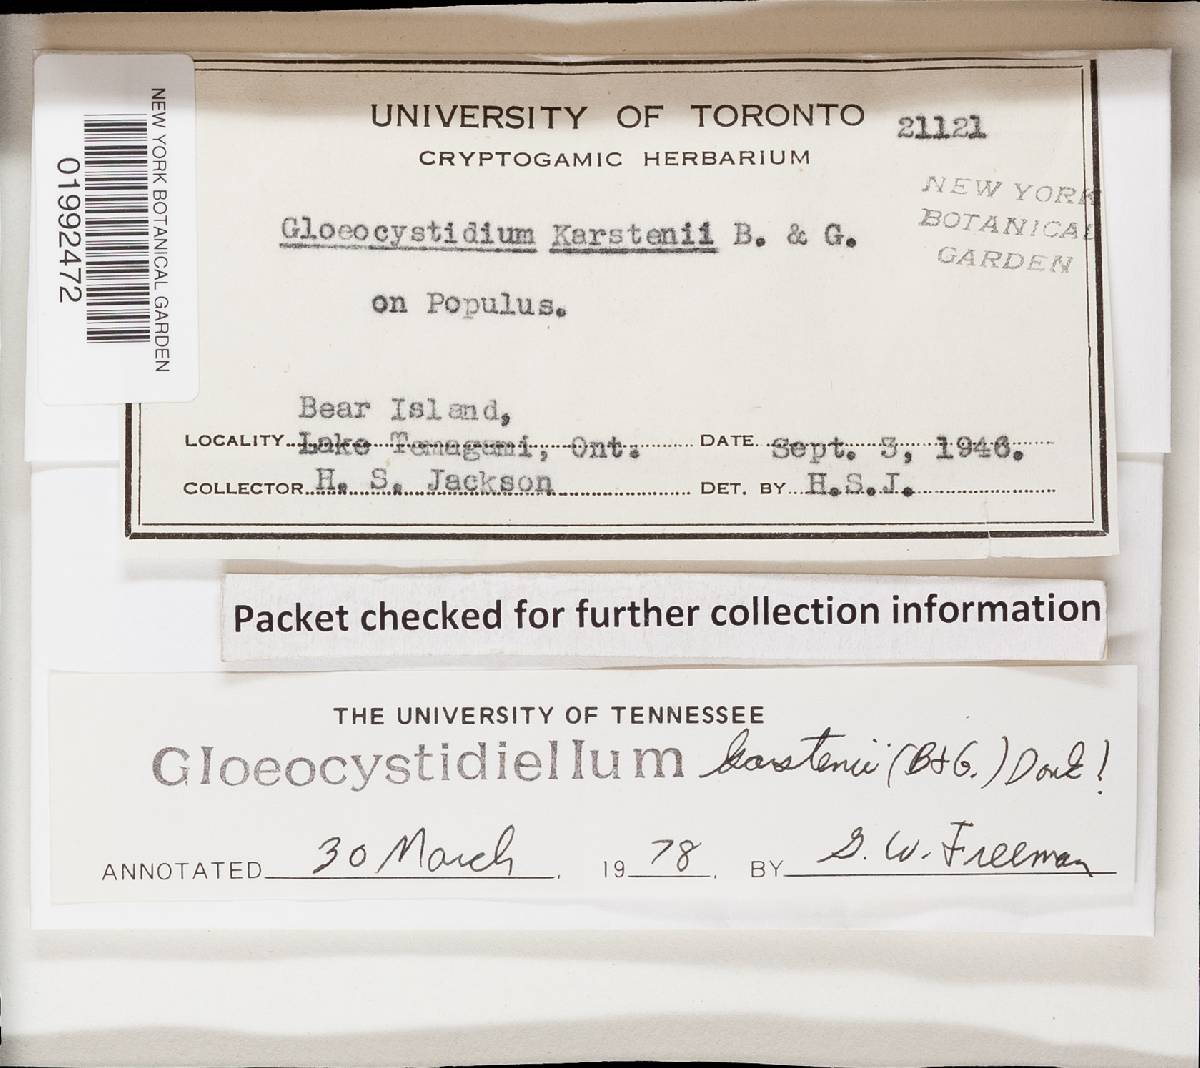 UNIVERSITY OF TORONTO 21121
CRYPTOGAMIC HERBARIUM
NEW YORK
BOTANICAL
GARDEN
Gloeocystidium Karstenii B. & G.
on Populus.
Bear Island,
LOCALITY Lake Temagami, Ont. DATE Sept. 3, 1946.
COLLECTOR H. S. Jackson DET. BY H.S.J.
NEW YORK BOTANICAL GARDEN
01992472
Packet checked for further collection information
THE UNIVERSITY OF TENNESSEE
Gloeocystidiellum karstenii (B&G.) Donk!
ANNOTATED 30 March, 1978. BY G. W. Freeman